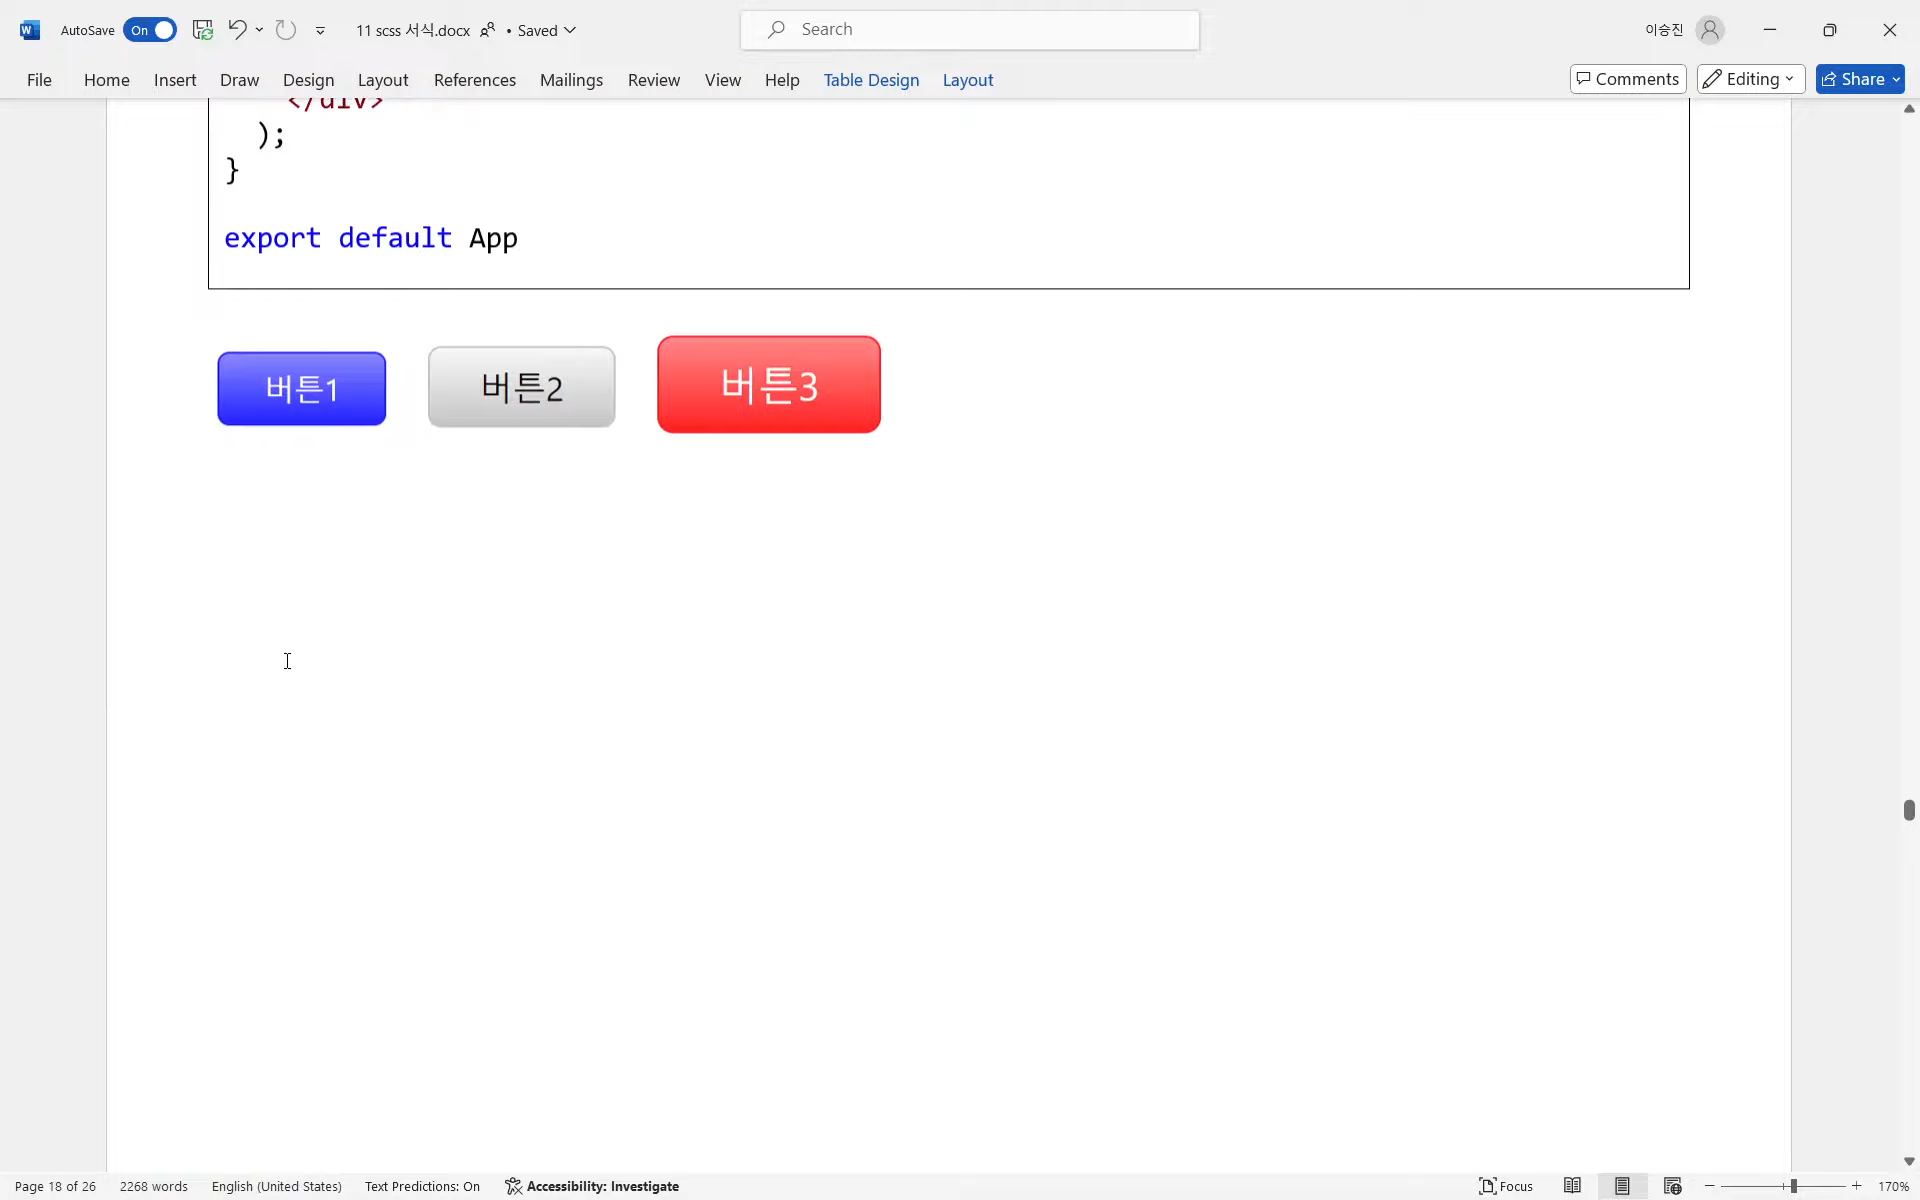 AutoSave On 11 scss 서식.docx • Saved Search 이승진
File Home Insert Draw Design Layout References Mailings Review View Help Table Design Layout Comments Editing Share
</div>
);
}
export default App
버튼1 버튼2 버튼3
Page 18 of 26 2268 words English (United States) Text Predictions: On Accessibility: Investigate Focus 170%